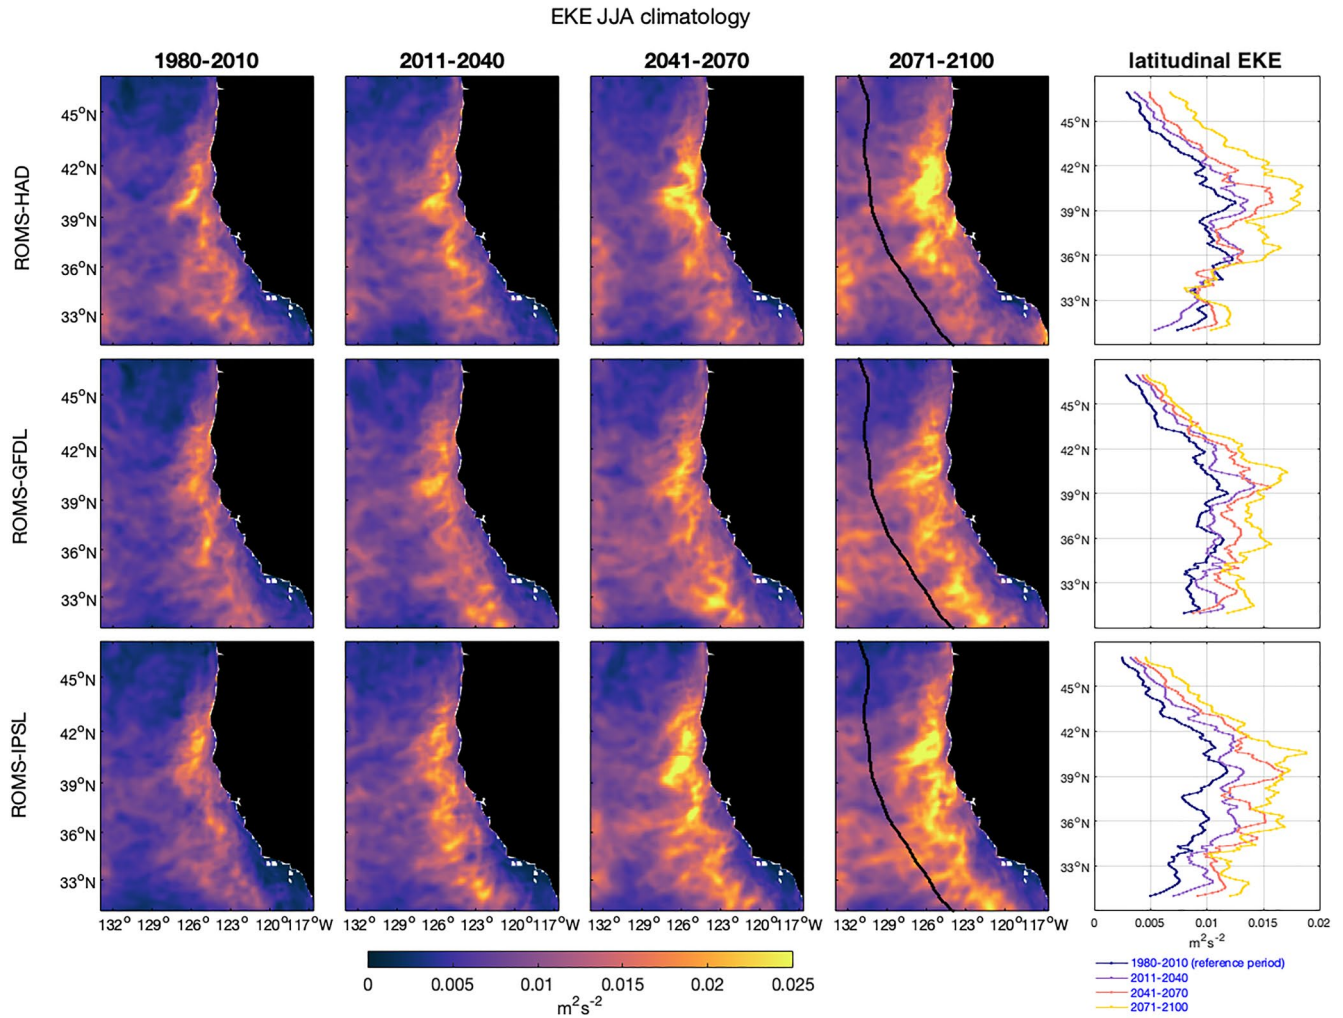 EKE JJA climatology
1980-2010 2011-2040 2041-2070 2071-2100 latitudinal EKE
ROMS-HAD
45°N
42°N
39°N
36°N
33°N
45°N
42°N
39°N
36°N
33°N
ROMS-GFDL
45°N
42°N
39°N
36°N
33°N
45°N
42°N
39°N
36°N
33°N
ROMS-IPSL
45°N
42°N
39°N
36°N
33°N
45°N
42°N
39°N
36°N
33°N
132° 129° 126° 123° 120°117°W 132° 129° 126° 123° 120°117°W 132° 129° 126° 123° 120°117°W 132° 129° 126° 123° 120°117°W
0 0.005 0.01 0.015 0.02
m²s⁻²
0 0.005 0.01 0.015 0.02 0.025
m²s⁻²
1980-2010 (reference period)
2011-2040
2041-2070
2071-2100